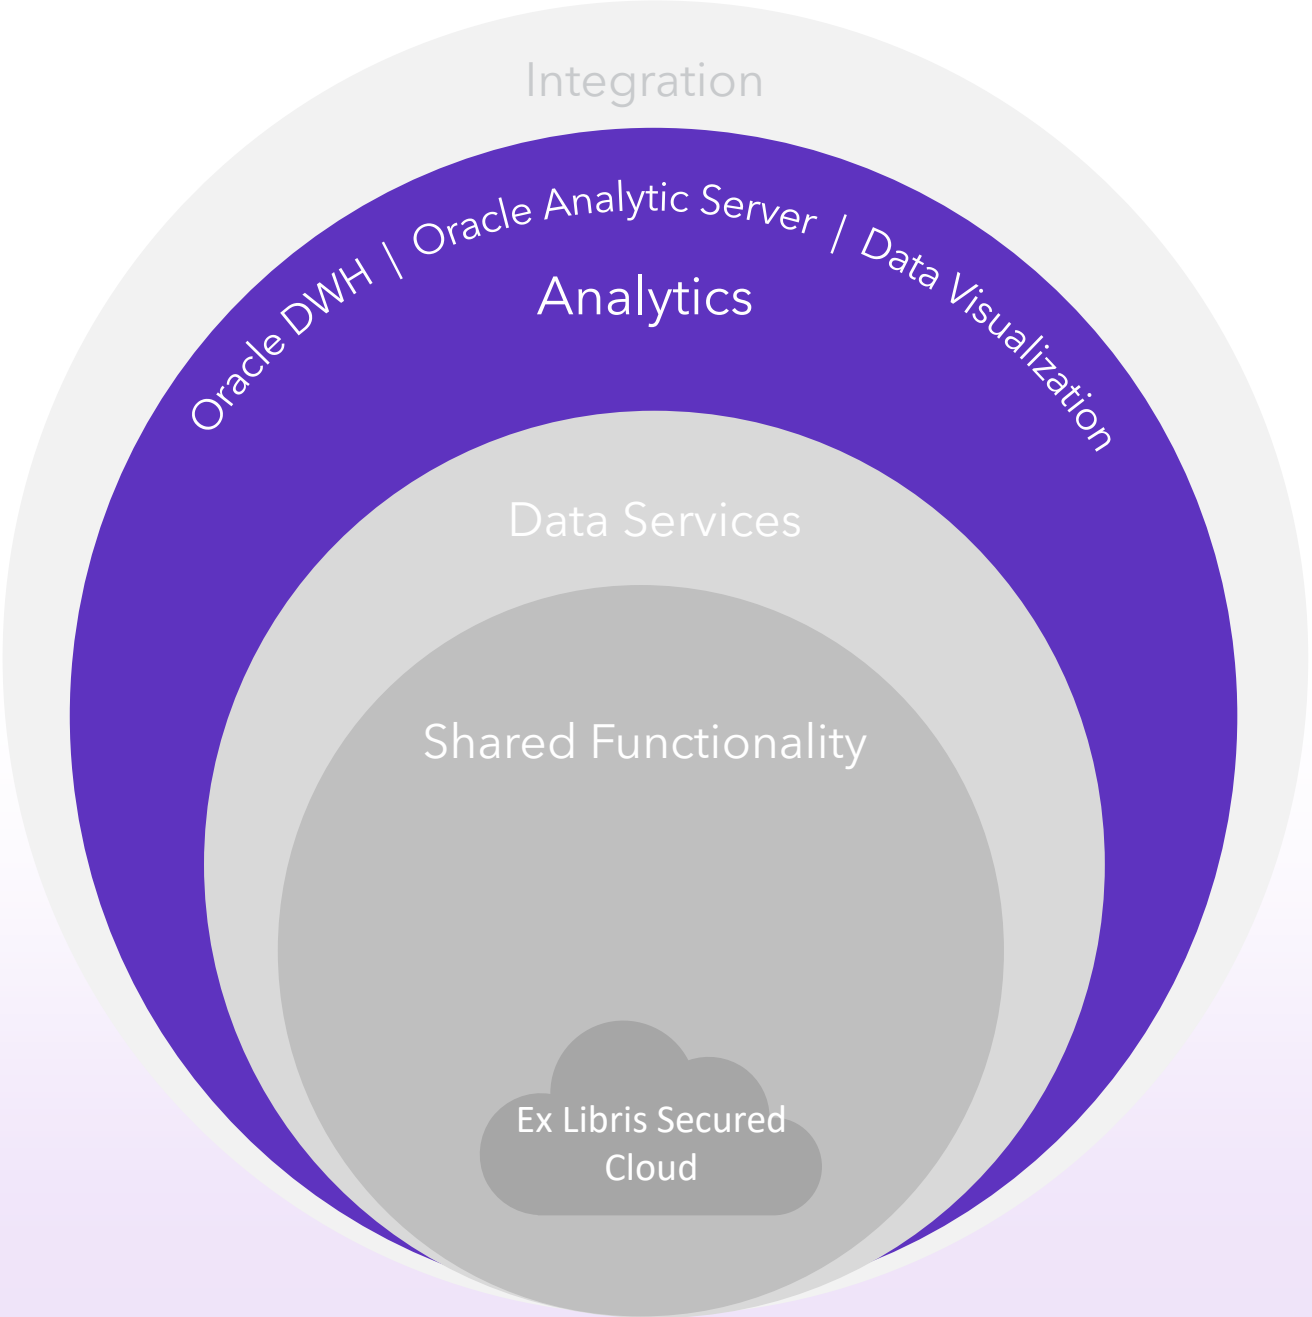 Integration
Oracle DWH | Oracle Analytic Server | Data Visualization
Analytics
Data Services
Shared Functionality
Ex Libris Secured
Cloud